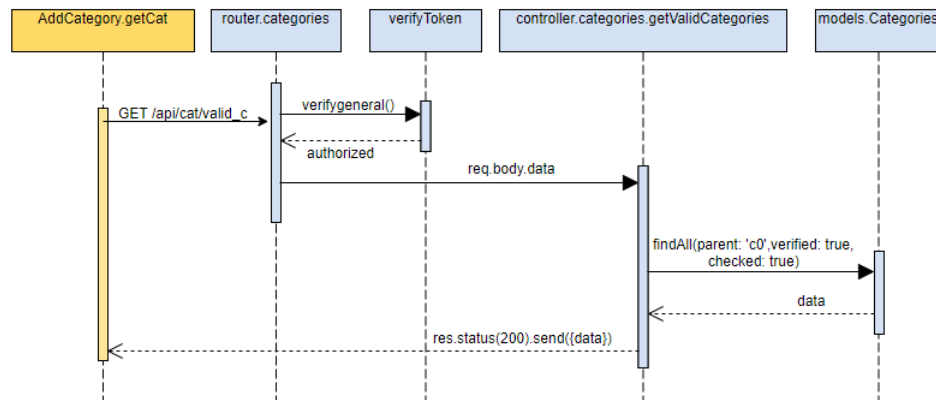 AddCategory.getCat
router.categories
verifyToken
controller.categories.getValidCategories
models.Categories
GET /api/cat/valid_c
verifygeneral()
authorized
req.body.data
findAll(parent: 'c0',verified: true,
checked: true)
data
res.status(200).send({data})